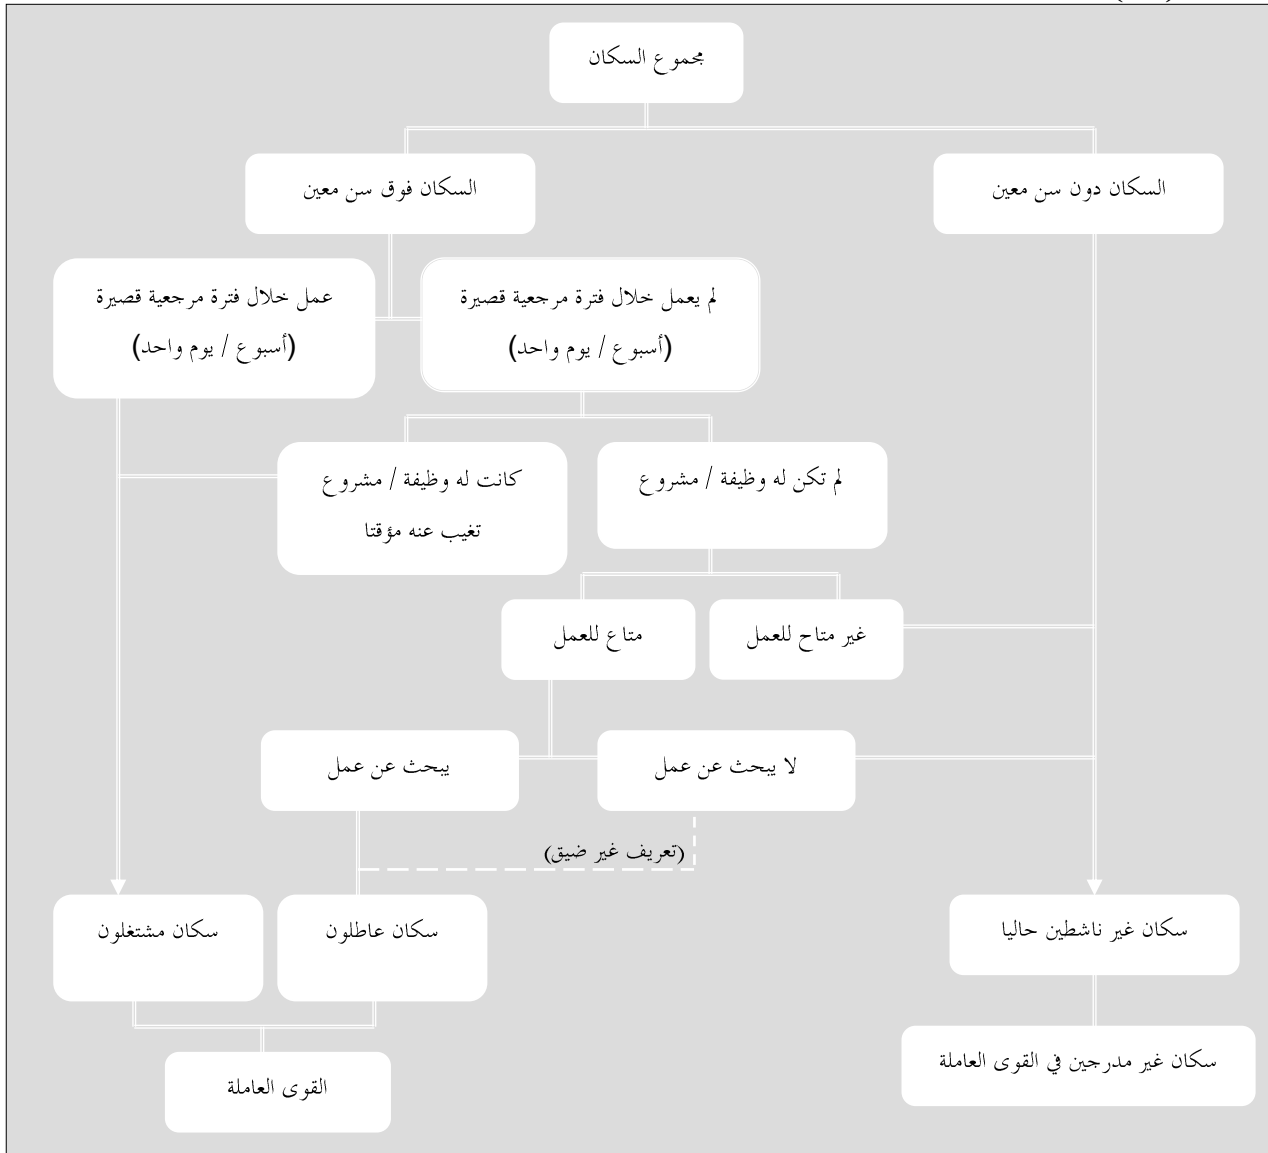 مجموع السكان
السكان دون سن معين
السكان فوق سن معين
لم يعمل خلال فترة مرجعية قصيرة
(أسبوع / يوم واحد)
عمل خلال فترة مرجعية قصيرة
(أسبوع / يوم واحد)
لم تكن له وظيفة / مشروع
كانت له وظيفة / مشروع
تغيب عنه مؤقتا
غير متاح للعمل
متاع للعمل
لا يبحث عن عمل
يبحث عن عمل
(تعريف غير ضيق)
سكان غير ناشطين حاليا
سكان عاطلون
سكان مشتغلون
سكان غير مدرجين في القوى العاملة
القوى العاملة